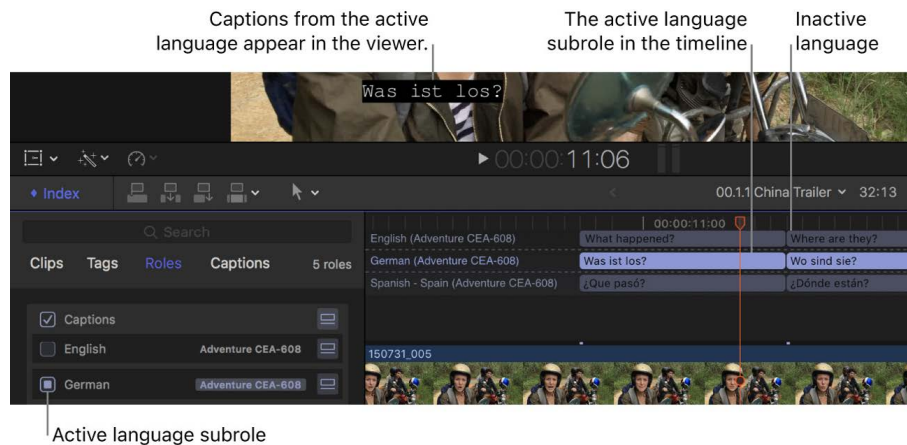 Captions from the active
language appear in the viewer.
The active language
subrole in the timeline
Inactive
language
Was ist los?
00:00:11:06
Index
00.1.1 China Trailer
32:13
Search
00:00:11:00
Clips
Tags
Roles
Captions
5 roles
English (Adventure CEA-608)
What happened?
Where are they?
German (Adventure CEA-608)
Was ist los?
Wo sind sie?
Spanish - Spain (Adventure CEA-608)
¿Que pasó?
¿Dónde están?
Captions
English
Adventure CEA-608
German
Adventure CEA-608
150731_005
Active language subrole